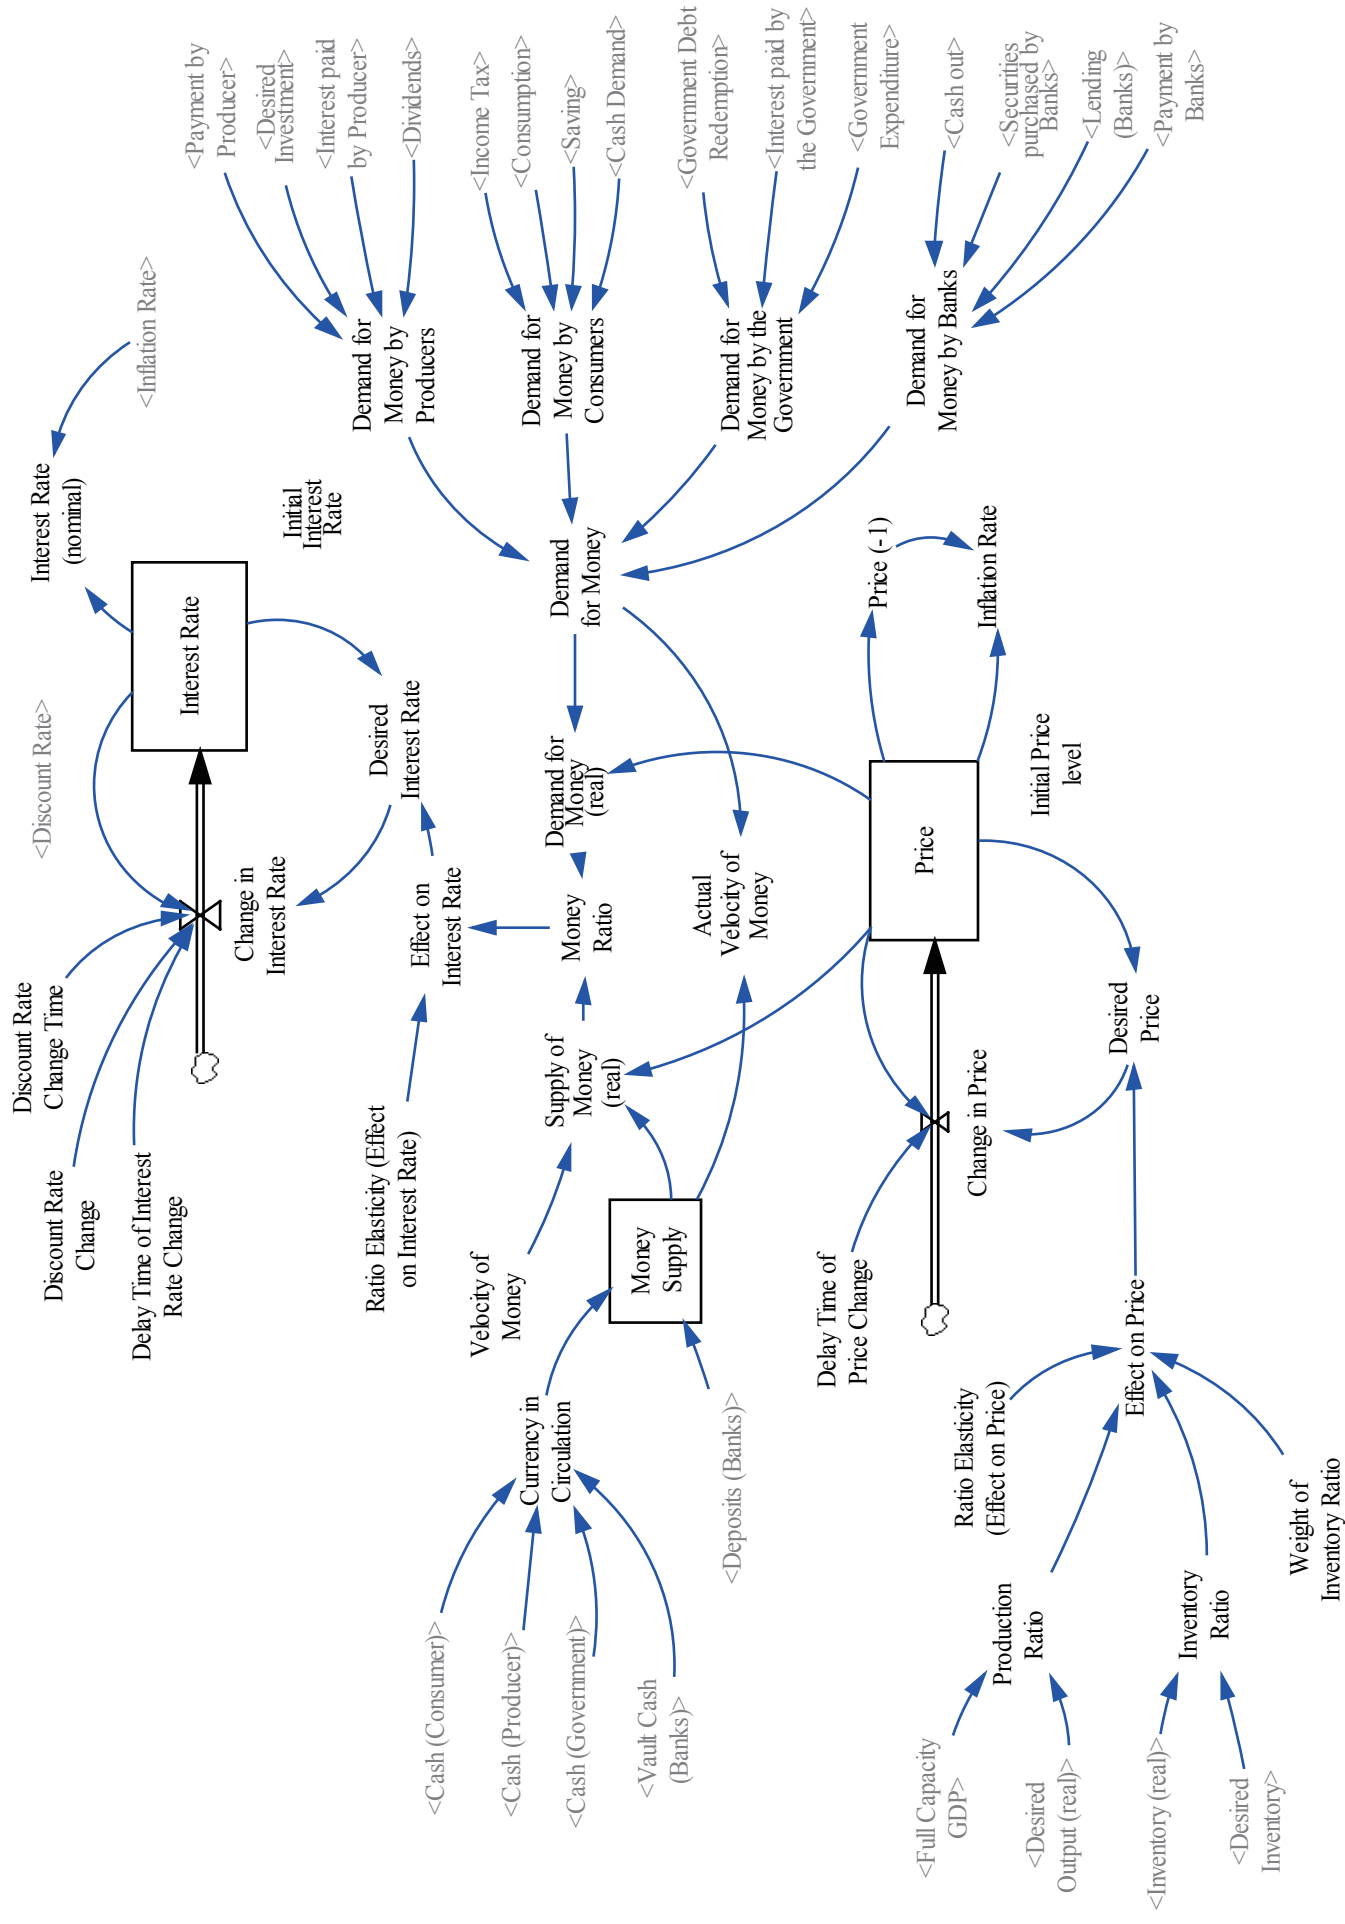 <Discount Rate>
Discount Rate
Change Time
Discount Rate
Change
Delay Time of Interest
Rate Change
Change in
Interest Rate
Interest Rate
Interest Rate
(nominal)
<Inflation Rate>
Initial
Interest
Rate
Desired
Interest Rate
Effect on
Interest Rate
Ratio Elasticity (Effect
on Interest Rate)
<Payment by
Producer>
<Desired
Investment>
<Interest paid
by Producer>
<Dividends>
Demand for
Money by
Producers
<Income Tax>
<Consumption>
<Saving>
<Cash Demand>
Demand for
Money by
Consumers
<Government Debt
Redemption>
<Interest paid by
the Government>
<Government
Expenditure>
Demand for
Money by the
Government
<Cash out>
<Securities
purchased by
Banks>
<Lending
(Banks)>
<Payment by
Banks>
Demand for
Money by Banks
Demand
for Money
Demand for
Money
(real)
Money
Ratio
Supply of
Money
(real)
Velocity of
Money
Actual
Velocity of
Money
Money
Supply
Currency in
Circulation
<Cash (Consumer)>
<Cash (Producer)>
<Cash (Government)>
<Vault Cash
(Banks)>
<Deposits (Banks)>
Price (-1)
Inflation Rate
Price
Initial Price
level
Change in Price
Delay Time of
Price Change
Desired
Price
Effect on Price
Ratio Elasticity
(Effect on Price)
Production
Ratio
<Full Capacity
GDP>
<Desired
Output (real)>
Inventory
Ratio
<Inventory (real)>
<Desired
Inventory>
Weight of
Inventory Ratio